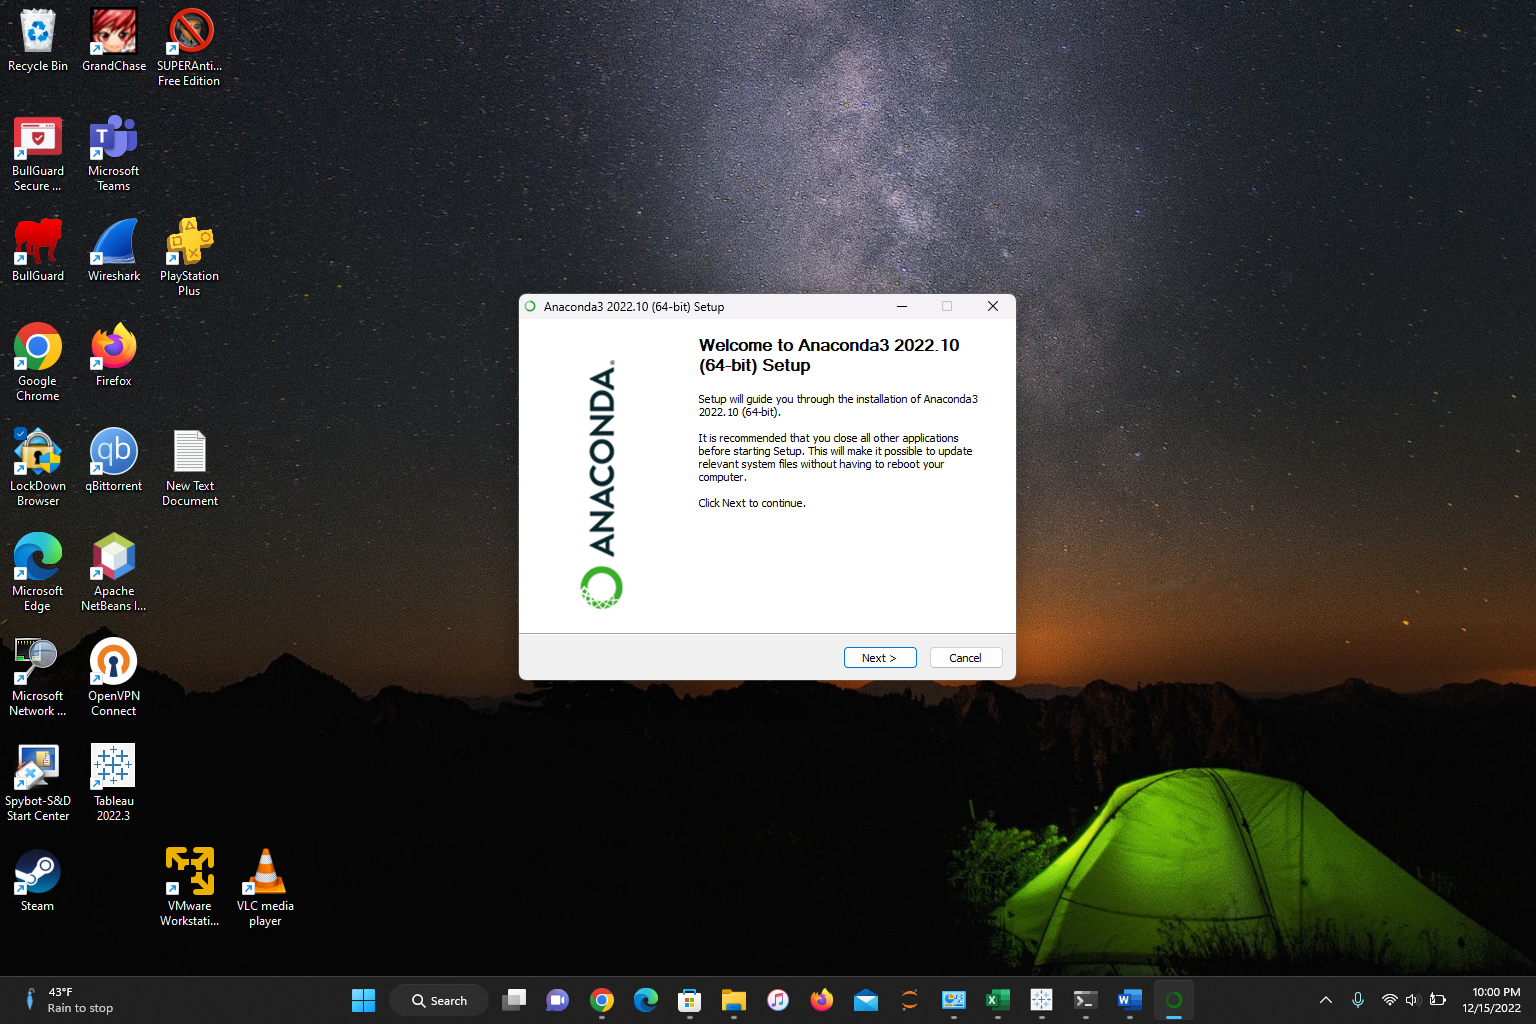 Recycle Bin
GrandChase
SUPERAnti...
Free Edition
BullGuard
Secure ...
Microsoft
Teams
BullGuard
Wireshark
PlayStation
Plus
Google
Chrome
Firefox
LockDown
Browser
qb
qBittorrent
New Text
Document
Microsoft
Edge
Apache
NetBeans I...
Microsoft
Network ...
OpenVPN
Connect
Spybot-S&D
Start Center
Tableau
2022.3
Steam
VMware
Workstati...
VLC media
player
Anaconda3 2022.10 (64-bit) Setup
ANACONDA.
Welcome to Anaconda3 2022.10
(64-bit) Setup
Setup will guide you through the installation of Anaconda3
2022.10 (64-bit).
It is recommended that you close all other applications
before starting Setup. This will make it possible to update
relevant system files without having to reboot your
computer.
Click Next to continue.
Next >
Cancel
43°F
Rain to stop
Search
10:00 PM
12/15/2022